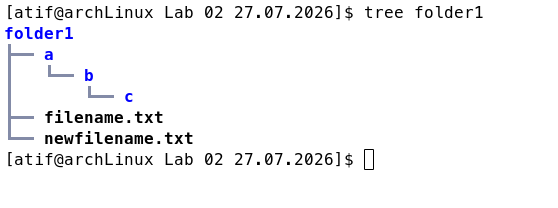 [atif@archLinux Lab 02 27.07.2026]$ tree folder1
folder1
├── a
│   └── b
│       └── c
├── filename.txt
└── newfilename.txt
[atif@archLinux Lab 02 27.07.2026]$